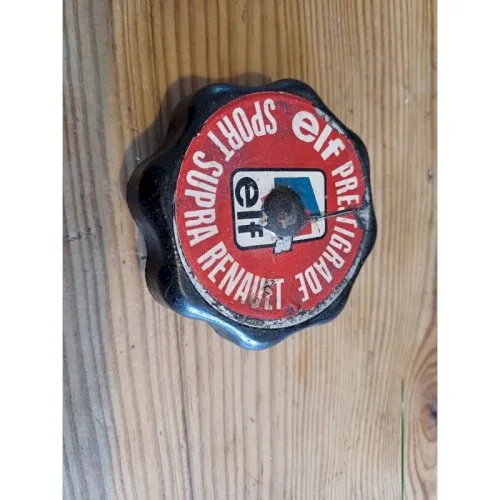 elf PRESTIGRADE
SPORT SUPRA RENAULT
elf